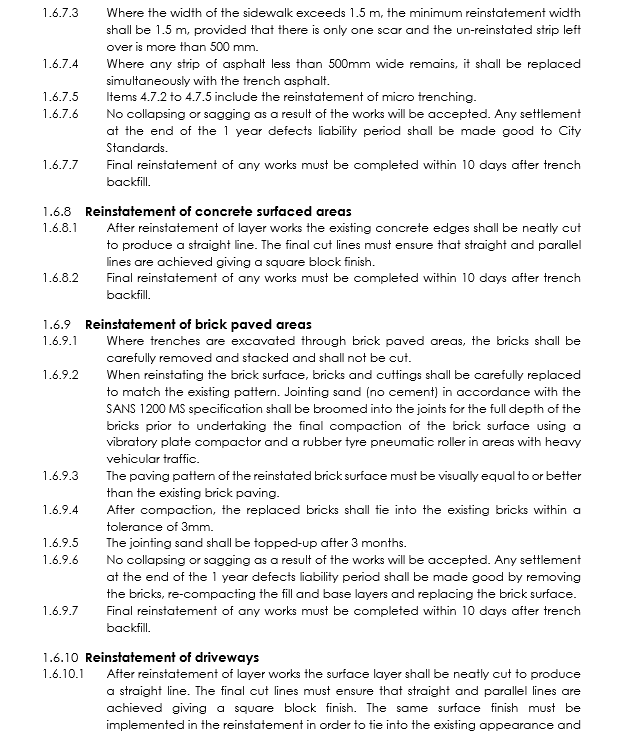 1.6.7.3 Where the width of the sidewalk exceeds 1.5 m, the minimum reinstatement width
shall be 1.5 m, provided that there is only one scar and the un-reinstated strip left
over is more than 500 mm.
1.6.7.4 Where any strip of asphalt less than 500mm wide remains, it shall be replaced
simultaneously with the trench asphalt.
1.6.7.5 Items 4.7.2 to 4.7.5 include the reinstatement of micro trenching.
1.6.7.6 No collapsing or sagging as a result of the works will be accepted. Any settlement
at the end of the 1 year defects liability period shall be made good to City
Standards.
1.6.7.7 Final reinstatement of any works must be completed within 10 days after trench
backfill.
1.6.8 Reinstatement of concrete surfaced areas
1.6.8.1 After reinstatement of layer works the existing concrete edges shall be neatly cut
to produce a straight line. The final cut lines must ensure that straight and parallel
lines are achieved giving a square block finish.
1.6.8.2 Final reinstatement of any works must be completed within 10 days after trench
backfill.
1.6.9 Reinstatement of brick paved areas
1.6.9.1 Where trenches are excavated through brick paved areas, the bricks shall be
carefully removed and stacked and shall not be cut.
1.6.9.2 When reinstating the brick surface, bricks and cuttings shall be carefully replaced
to match the existing pattern. Jointing sand (no cement) in accordance with the
SANS 1200 MS specification shall be broomed into the joints for the full depth of the
bricks prior to undertaking the final compaction of the brick surface using a
vibratory plate compactor and a rubber tyre pneumatic roller in areas with heavy
vehicular traffic.
1.6.9.3 The paving pattern of the reinstated brick surface must be visually equal to or better
than the existing brick paving.
1.6.9.4 After compaction, the replaced bricks shall tie into the existing bricks within a
tolerance of 3mm.
1.6.9.5 The jointing sand shall be topped-up after 3 months.
1.6.9.6 No collapsing or sagging as a result of the works will be accepted. Any settlement
at the end of the 1 year defects liability period shall be made good by removing
the bricks, re-compacting the fill and base layers and replacing the brick surface.
1.6.9.7 Final reinstatement of any works must be completed within 10 days after trench
backfill.
1.6.10 Reinstatement of driveways
1.6.10.1 After reinstatement of layer works the surface layer shall be neatly cut to produce
a straight line. The final cut lines must ensure that straight and parallel lines are
achieved giving a square block finish. The same surface finish must be
implemented in the reinstatement in order to tie into the existing appearance and